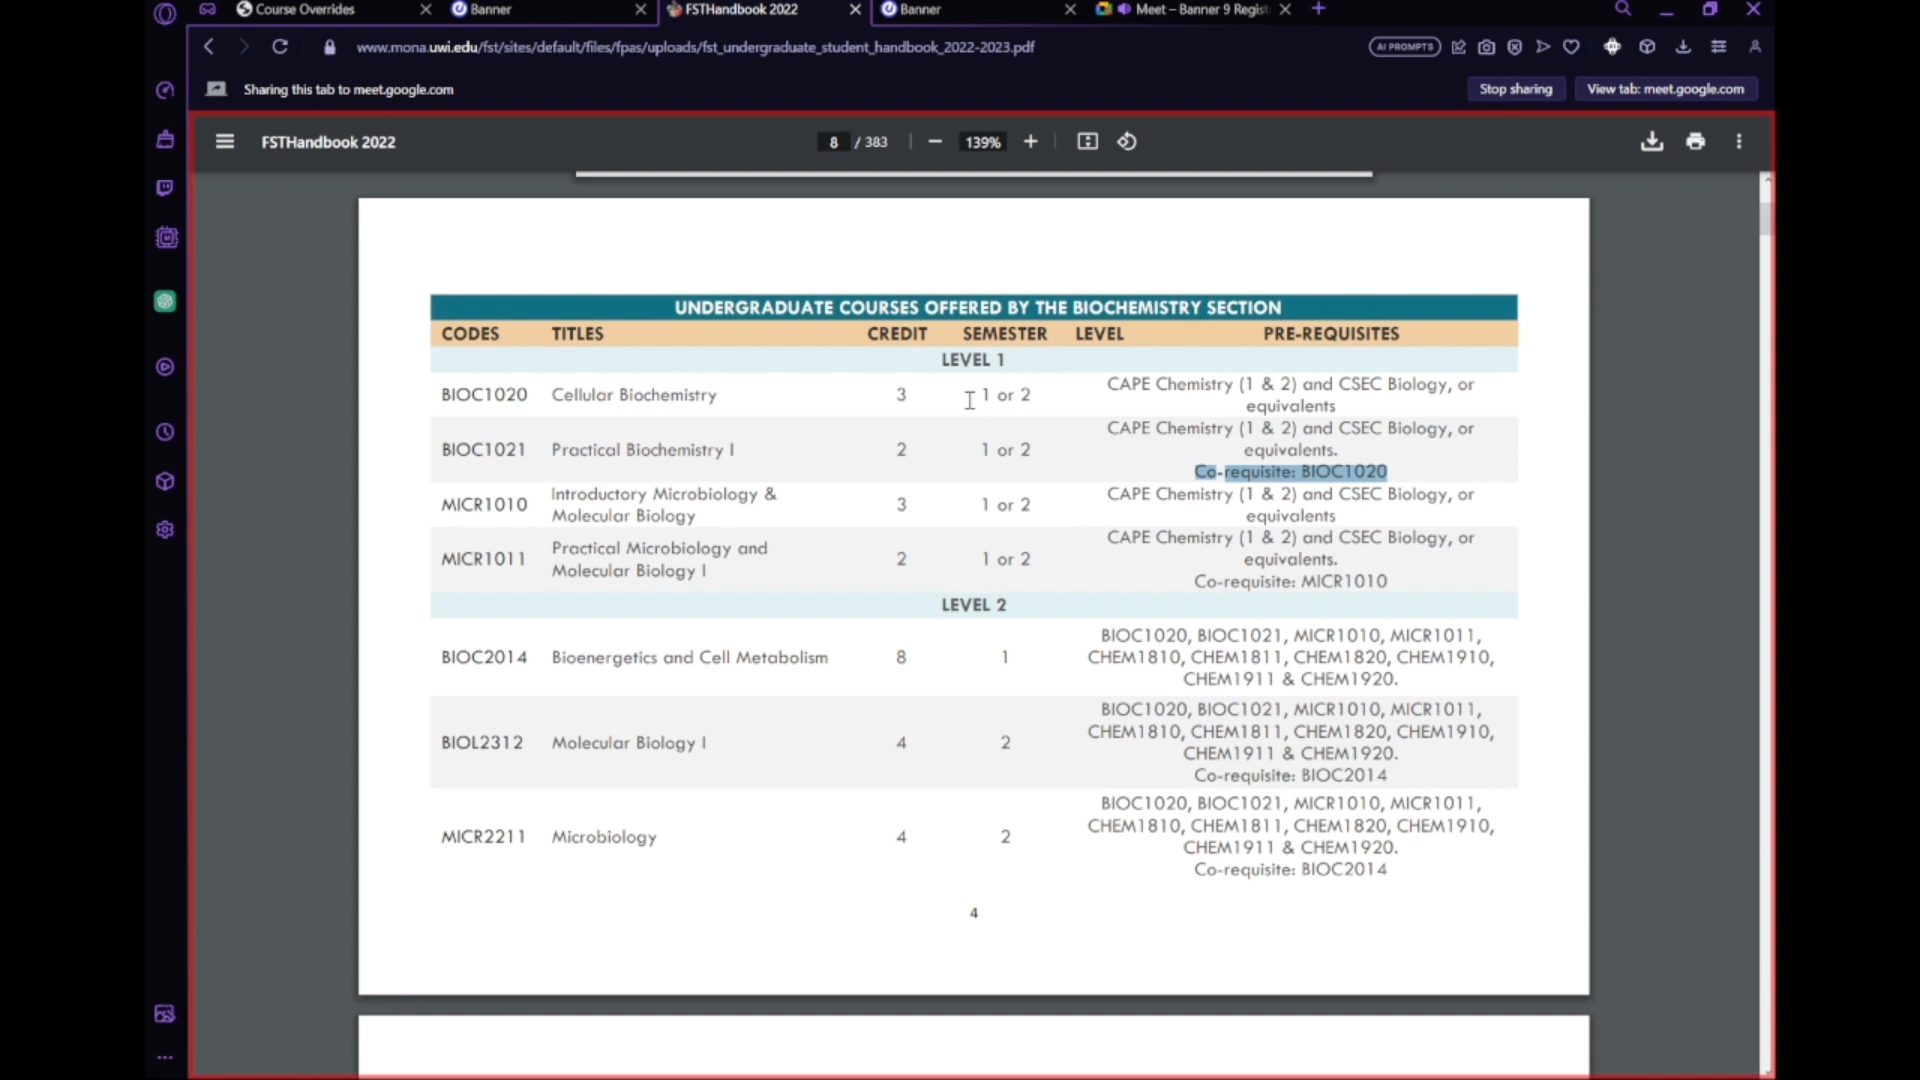 Course Overrides
Banner
FSTHandbook 2022
Banner
Meet – Banner 9 Regist
www.mona.uwi.edu/fst/sites/default/files/fpas/uploads/fst_undergraduate_student_handbook_2022-2023.pdf
AI PROMPTS
Sharing this tab to meet.google.com
Stop sharing
View tab: meet.google.com
FSTHandbook 2022
8 / 383
139%
UNDERGRADUATE COURSES OFFERED BY THE BIOCHEMISTRY SECTION
CODES TITLES CREDIT SEMESTER LEVEL PRE-REQUISITES
LEVEL 1
BIOC1020 Cellular Biochemistry 3 1 or 2 CAPE Chemistry (1 & 2) and CSEC Biology, or
equivalents
BIOC1021 Practical Biochemistry I 2 1 or 2 CAPE Chemistry (1 & 2) and CSEC Biology, or
equivalents.
Co-requisite: BIOC1020
MICR1010 Introductory Microbiology &
Molecular Biology 3 1 or 2 CAPE Chemistry (1 & 2) and CSEC Biology, or
equivalents
MICR1011 Practical Microbiology and
Molecular Biology I 2 1 or 2 CAPE Chemistry (1 & 2) and CSEC Biology, or
equivalents.
Co-requisite: MICR1010
LEVEL 2
BIOC2014 Bioenergetics and Cell Metabolism 8 1 BIOC1020, BIOC1021, MICR1010, MICR1011,
CHEM1810, CHEM1811, CHEM1820, CHEM1910,
CHEM1911 & CHEM1920.
BIOL2312 Molecular Biology I 4 2 BIOC1020, BIOC1021, MICR1010, MICR1011,
CHEM1810, CHEM1811, CHEM1820, CHEM1910,
CHEM1911 & CHEM1920.
Co-requisite: BIOC2014
MICR2211 Microbiology 4 2 BIOC1020, BIOC1021, MICR1010, MICR1011,
CHEM1810, CHEM1811, CHEM1820, CHEM1910,
CHEM1911 & CHEM1920.
Co-requisite: BIOC2014
4